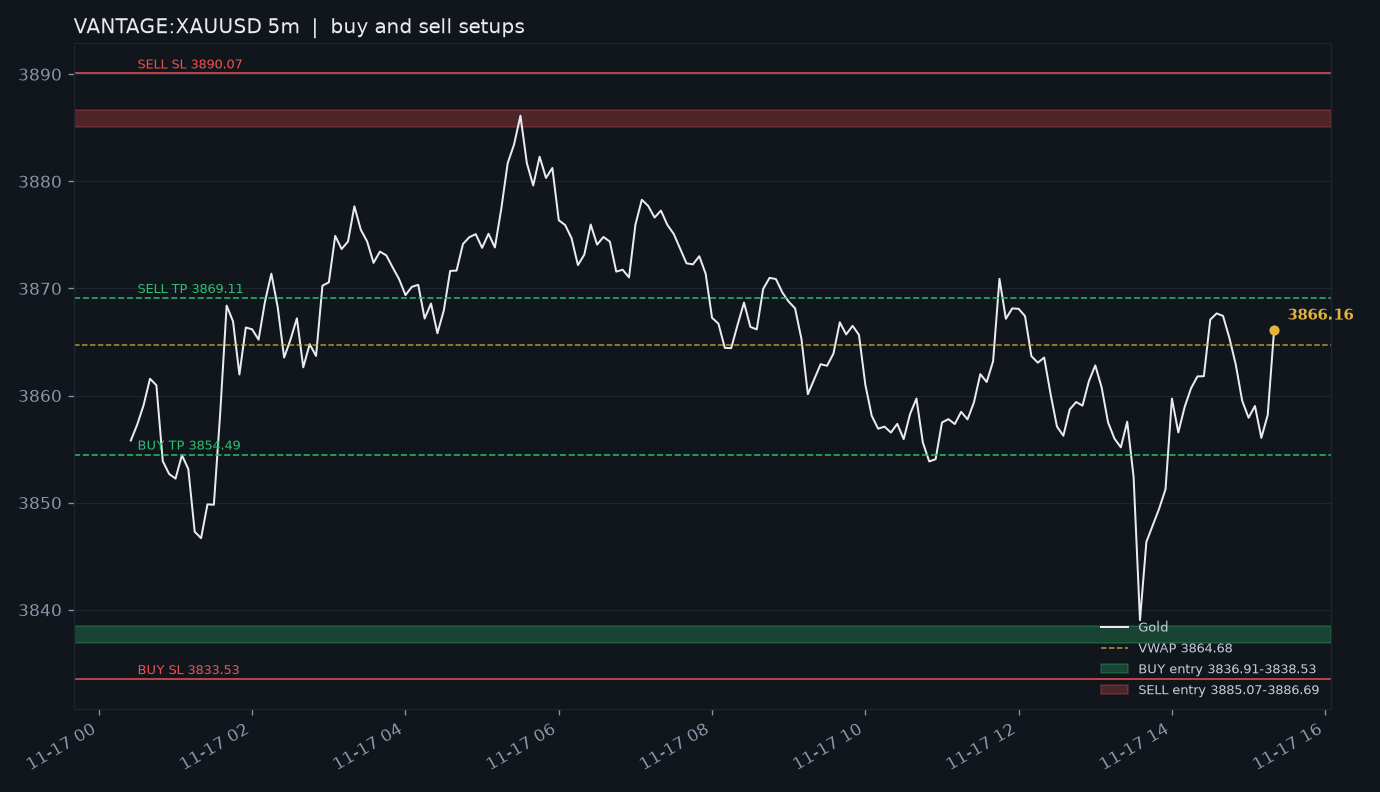 VANTAGE:XAUUSD 5m | buy and sell setups
3890
3880
3870
3860
3850
3840
SELL SL 3890.07
SELL TP 3869.11
3866.16
BUY TP 3854.49
BUY SL 3833.53
Gold
VWAP 3864.68
BUY entry 3836.91-3838.53
SELL entry 3885.07-3886.69
11-17 00
11-17 02
11-17 04
11-17 06
11-17 08
11-17 10
11-17 12
11-17 14
11-17 16